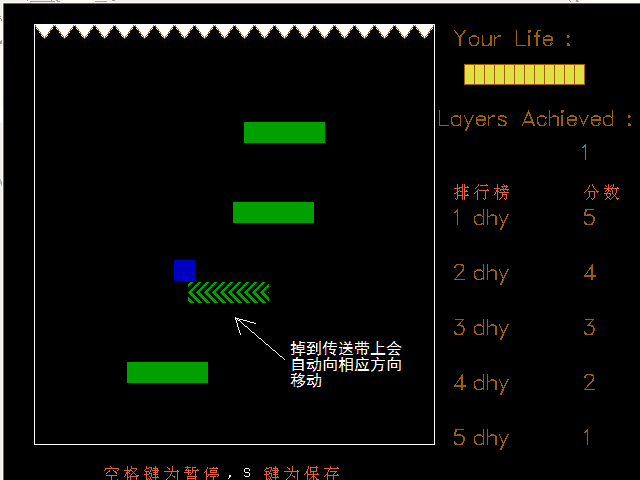 Your Life :
Layers Achieved :
1
排行榜 分数
1 dhy 5
2 dhy 4
3 dhy 3
4 dhy 2
5 dhy 1
掉到传送带上会
自动向相应方向
移动
空格键为暂停，s 键为保存